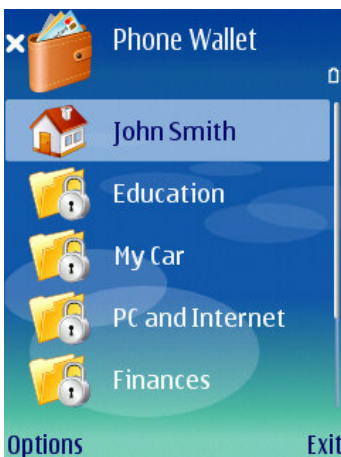 Phone Wallet
John Smith
Education
My Car
PC and Internet
Finances
Options Exit